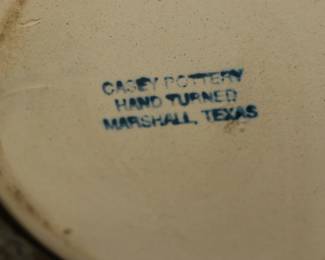 CASEY POTTERY
HAND TURNED
MARSHALL, TEXAS